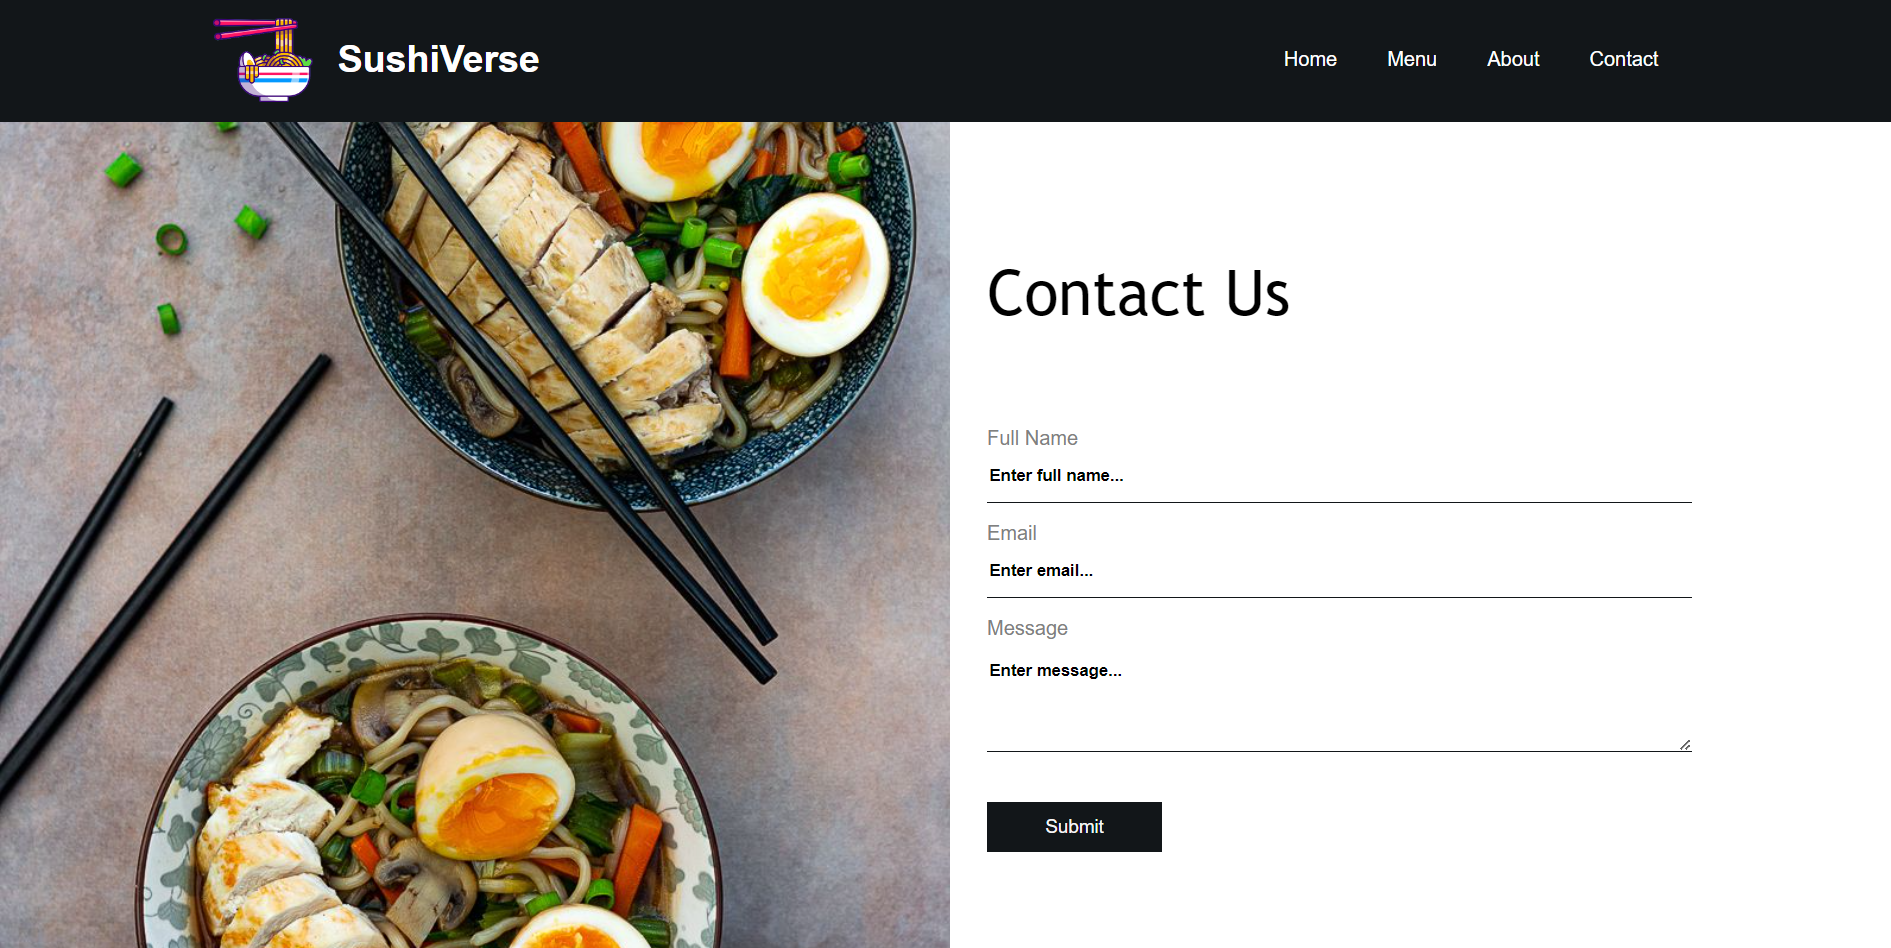 SushiVerse
Home Menu About Contact
Contact Us
Full Name
Enter full name...
Email
Enter email...
Message
Enter message...
Submit